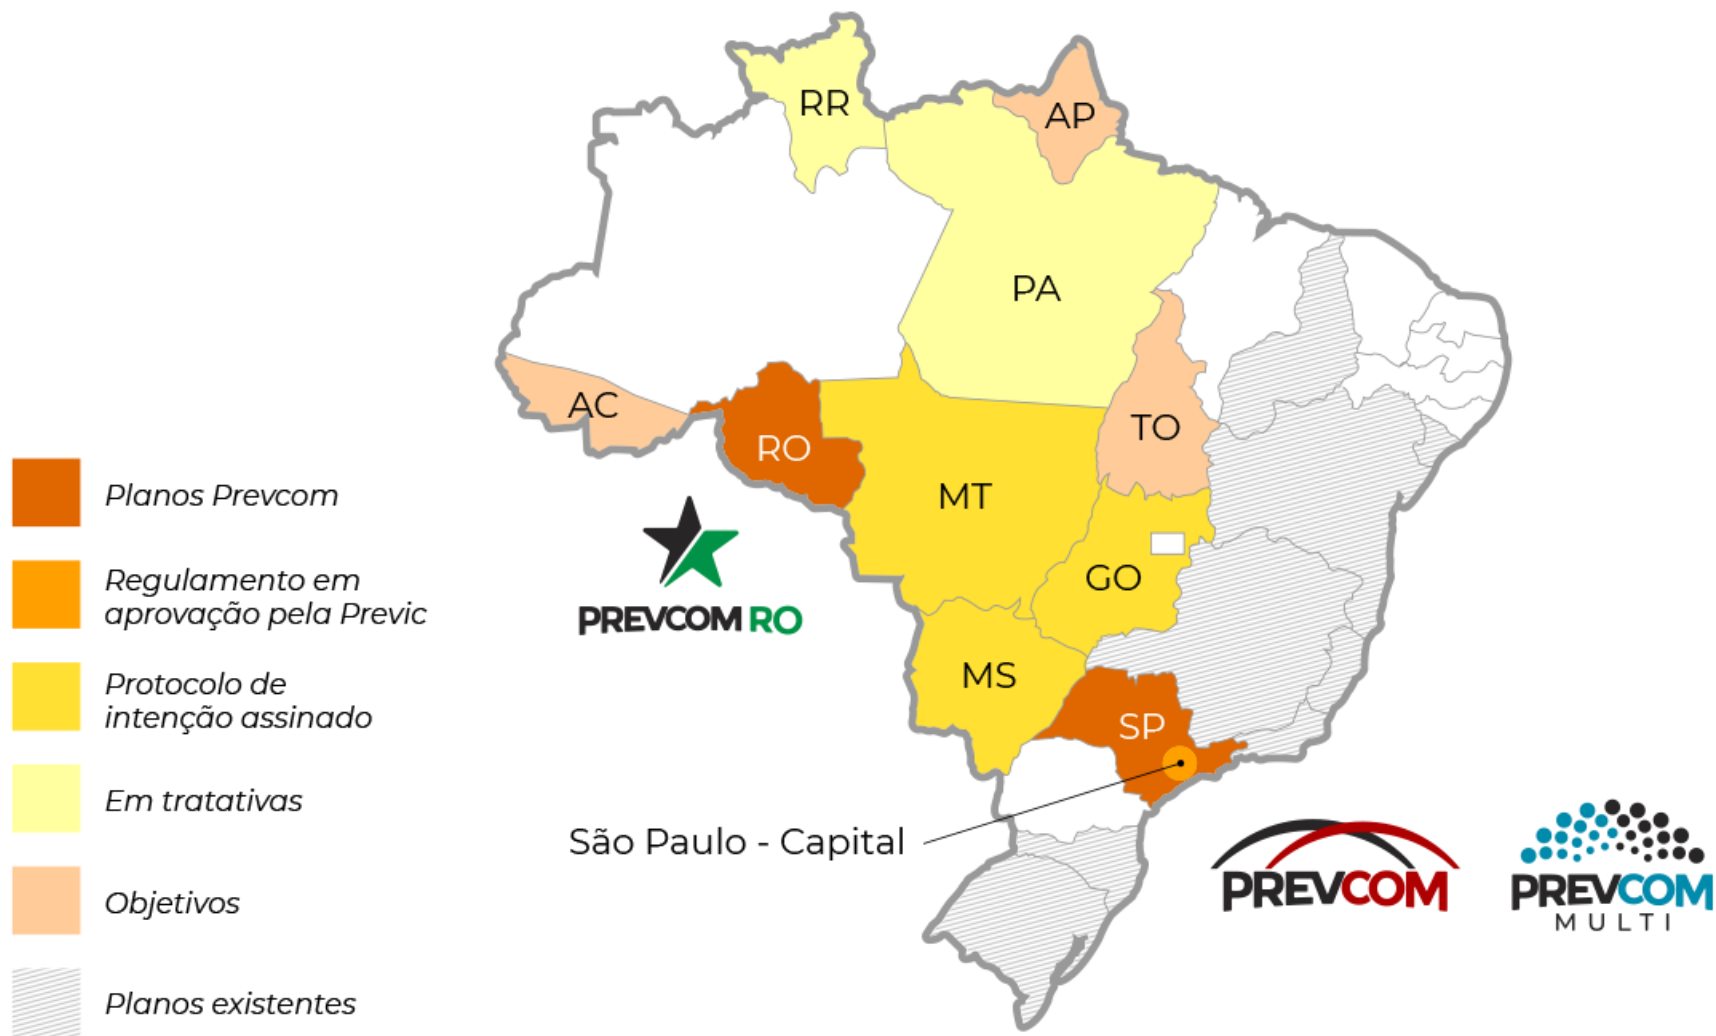 RR
AP
PA
AC
RO
TO
MT
GO
MS
SP
São Paulo - Capital
PREVCOM RO
PREVCOM
PREVCOM
MULTI
Planos Prevcom
Regulamento em
aprovação pela Previc
Protocolo de
intenção assinado
Em tratativas
Objetivos
Planos existentes